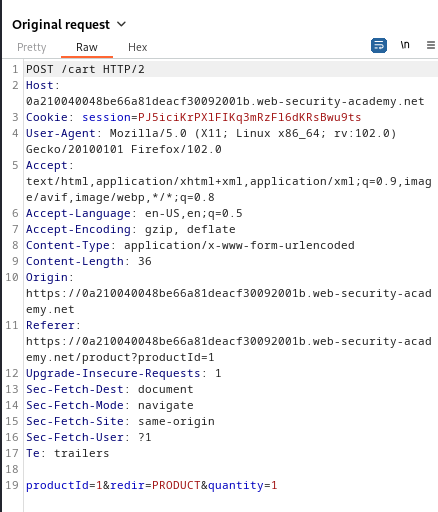 Original request
Pretty Raw Hex \n
1 POST /cart HTTP/2
2 Host:
0a210040048be66a81deacf30092001b.web-security-academy.net
3 Cookie: session=PJ5iciKrPXlFIKq3mRzFl6dKRsBwu9ts
4 User-Agent: Mozilla/5.0 (X11; Linux x86_64; rv:102.0)
Gecko/20100101 Firefox/102.0
5 Accept:
text/html,application/xhtml+xml,application/xml;q=0.9,imag
e/avif,image/webp,*/*;q=0.8
6 Accept-Language: en-US,en;q=0.5
7 Accept-Encoding: gzip, deflate
8 Content-Type: application/x-www-form-urlencoded
9 Content-Length: 36
10 Origin:
https://0a210040048be66a81deacf30092001b.web-security-acad
emy.net
11 Referer:
https://0a210040048be66a81deacf30092001b.web-security-acad
emy.net/product?productId=1
12 Upgrade-Insecure-Requests: 1
13 Sec-Fetch-Dest: document
14 Sec-Fetch-Mode: navigate
15 Sec-Fetch-Site: same-origin
16 Sec-Fetch-User: ?1
17 Te: trailers
18
19 productId=1&redir=PRODUCT&quantity=1